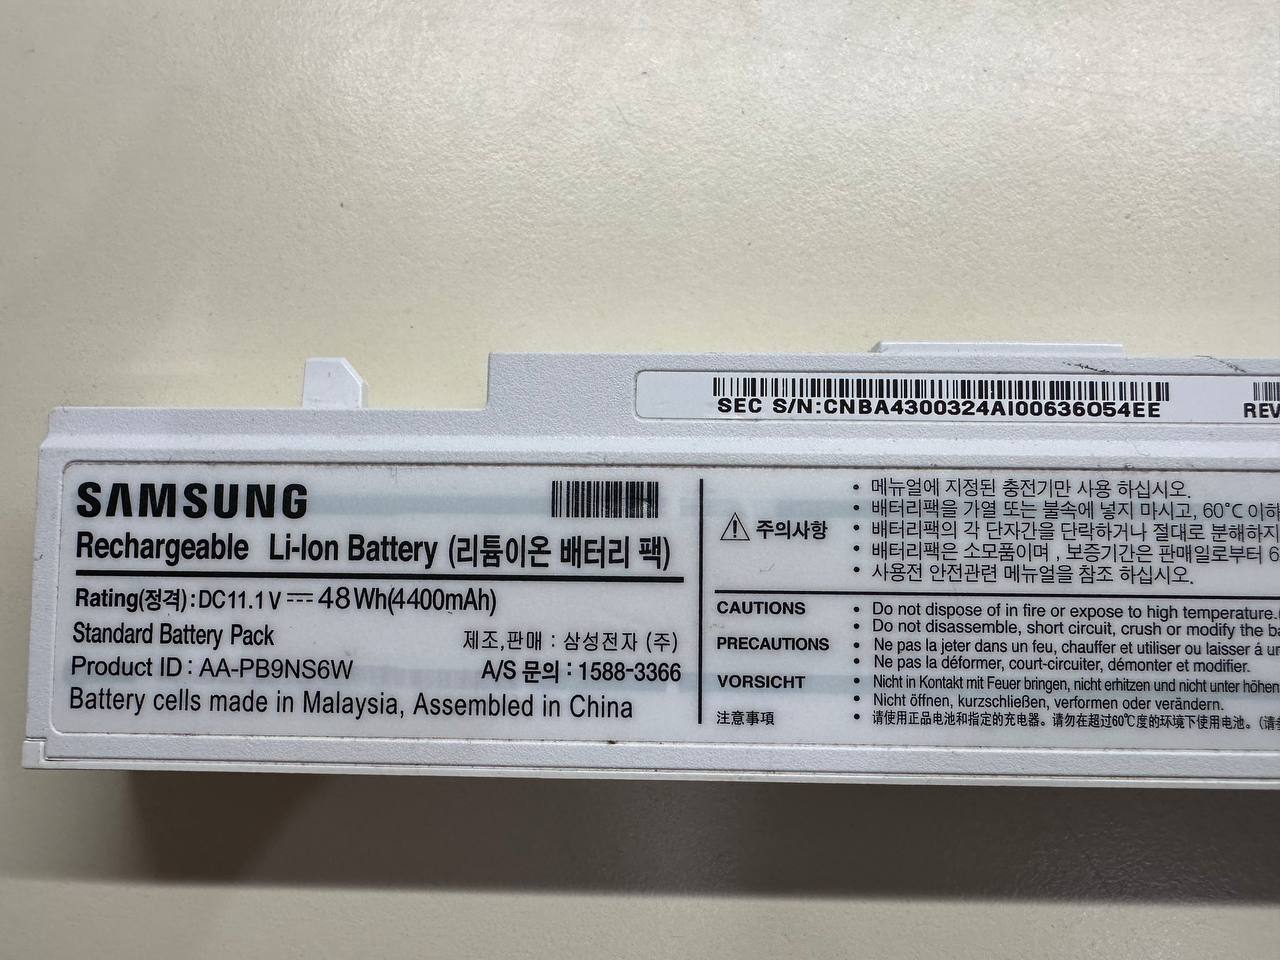 SEC S/N:CNBA4300324AI00636O54EE
REV
SAMSUNG
Rechargeable Li-Ion Battery (리튬이온 배터리 팩)
Rating(정격):DC11.1V ⎓ 48Wh(4400mAh)
Standard Battery Pack 제조,판매 : 삼성전자 (주)
Product ID : AA-PB9NS6W A/S 문의 : 1588-3366
Battery cells made in Malaysia, Assembled in China
⚠ 주의사항
• 메뉴얼에 지정된 충전기만 사용 하십시오.
• 배터리팩을 가열 또는 불속에 넣지 마시고, 60°C 이하
• 배터리팩의 각 단자간을 단락하거나 절대로 분해하지
• 배터리팩은 소모품이며 , 보증기간은 판매일로부터 6
• 사용전 안전관련 메뉴얼을 참조 하십시오.
CAUTIONS • Do not dispose of in fire or expose to high temperature.
• Do not disassemble, short circuit, crush or modify the ba
PRECAUTIONS • Ne pas la jeter dans un feu, chauffer et utiliser ou laisser à un
• Ne pas la déformer, court-circuiter, démonter et modifier.
VORSICHT • Nicht in Kontakt mit Feuer bringen, nicht erhitzen und nicht unter höhen
• Nicht öffnen, kurzschließen, verformen oder verändern.
注意事項 • 请使用正品电池和指定的充电器。请勿在超过60℃度的环境下使用电池。(请